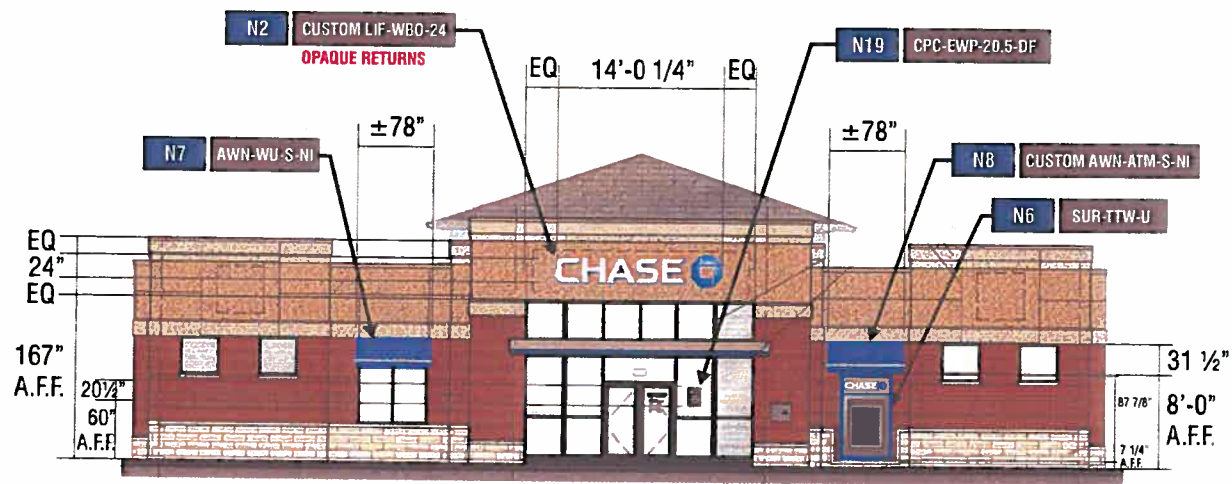 N2 CUSTOM LIF-WBO-24
OPAQUE RETURNS
N19 CPC-EWP-20.5-DF
EQ 14'-0 1/4" EQ
±78"
±78"
N7 AWN-WU-S-NI
N8 CUSTOM AWN-ATM-S-NI
N6 SUR-TTW-U
EQ
24"
EQ
CHASE
167"
A.F.F.
20½"
60"
A.F.F.
CHASE
31 ½"
87 7/8"
8'-0"
A.F.F.
7 1/4"
A.F.F.